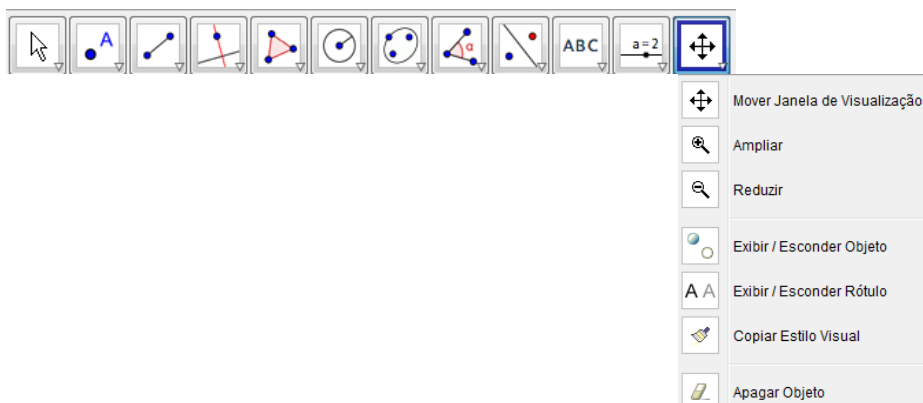 A
α
ABC
a=2
Mover Janela de Visualização
Ampliar
Reduzir
Exibir / Esconder Objeto
A A Exibir / Esconder Rótulo
Copiar Estilo Visual
Apagar Objeto